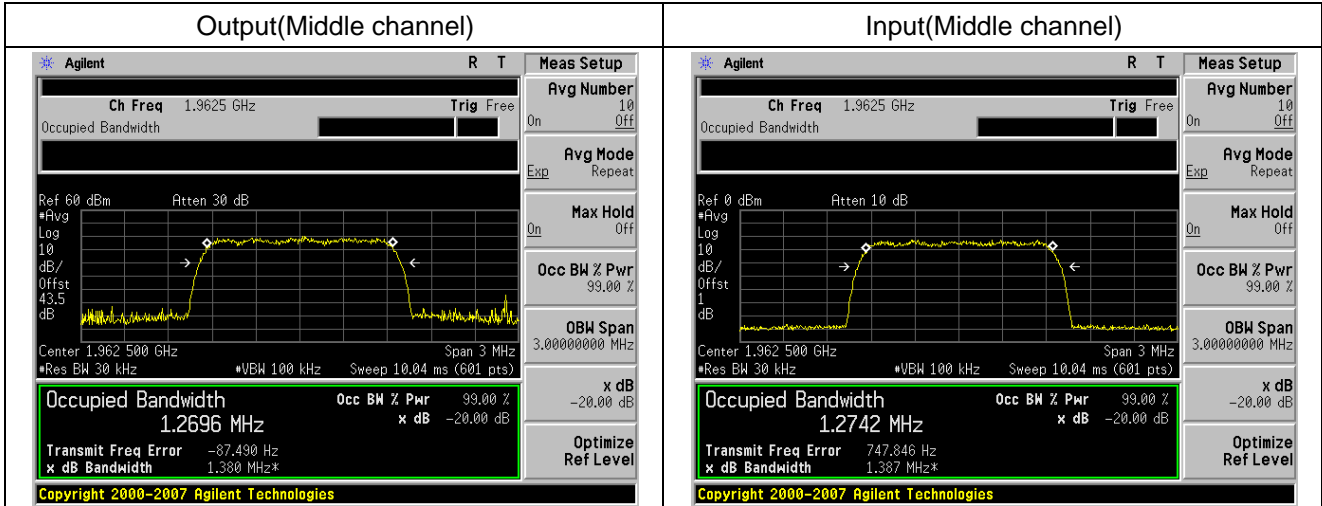 Output(Middle channel)
Agilent R T
Ch Freq 1.9625 GHz Trig Free
Occupied Bandwidth
Ref 60 dBm Atten 30 dB
#Avg
Log
10
dB/
Offst
43.5
dB
Center 1.962 500 GHz Span 3 MHz
#Res BW 30 kHz #VBW 100 kHz Sweep 10.04 ms (601 pts)
Occupied Bandwidth Occ BW % Pwr 99.00 %
1.2696 MHz x dB -20.00 dB
Transmit Freq Error -87.490 Hz
x dB Bandwidth 1.380 MHz*
Copyright 2000-2007 Agilent Technologies
Meas Setup
Avg Number
10
On Off
Avg Mode
Exp Repeat
Max Hold
On Off
Occ BW % Pwr
99.00 %
OBW Span
3.00000000 MHz
x dB
-20.00 dB
Optimize
Ref Level
Input(Middle channel)
Agilent R T
Ch Freq 1.9625 GHz Trig Free
Occupied Bandwidth
Ref 0 dBm Atten 10 dB
#Avg
Log
10
dB/
Offst
1
dB
Center 1.962 500 GHz Span 3 MHz
#Res BW 30 kHz #VBW 100 kHz Sweep 10.04 ms (601 pts)
Occupied Bandwidth Occ BW % Pwr 99.00 %
1.2742 MHz x dB -20.00 dB
Transmit Freq Error 747.846 Hz
x dB Bandwidth 1.387 MHz*
Copyright 2000-2007 Agilent Technologies
Meas Setup
Avg Number
10
On Off
Avg Mode
Exp Repeat
Max Hold
On Off
Occ BW % Pwr
99.00 %
OBW Span
3.00000000 MHz
x dB
-20.00 dB
Optimize
Ref Level